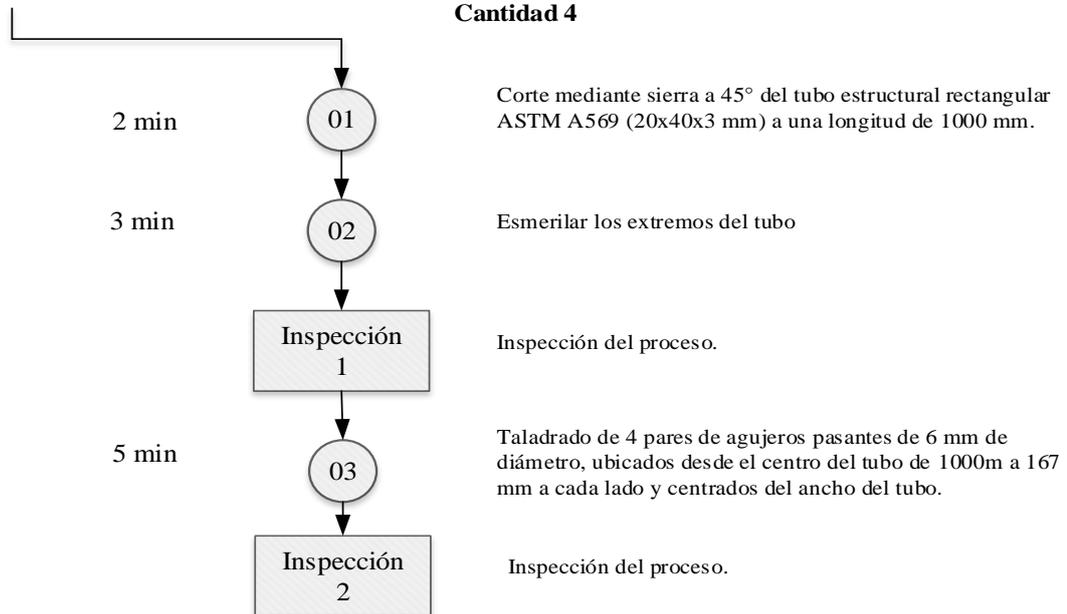 Cantidad 4
2 min
01
Corte mediante sierra a 45° del tubo estructural rectangular
ASTM A569 (20x40x3 mm) a una longitud de 1000 mm.
3 min
02
Esmerilar los extremos del tubo
Inspección
1
Inspección del proceso.
5 min
03
Taladrado de 4 pares de agujeros pasantes de 6 mm de
diámetro, ubicados desde el centro del tubo de 1000m a 167
mm a cada lado y centrados del ancho del tubo.
Inspección
2
Inspección del proceso.